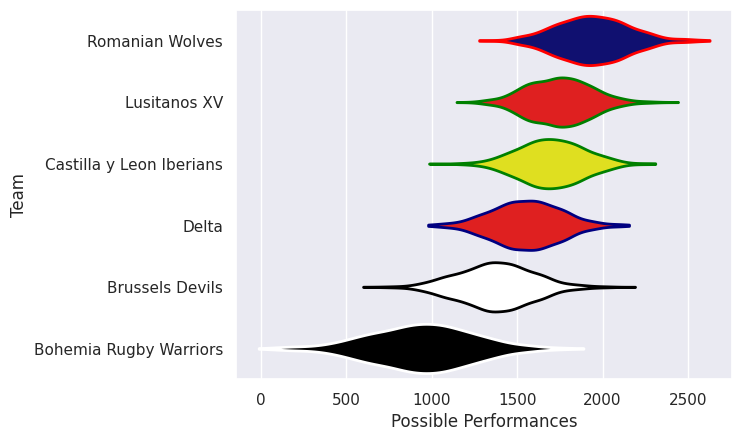 Romanian Wolves
Lusitanos XV
Castilla y Leon Iberians
Delta
Brussels Devils
Bohemia Rugby Warriors
Team
0 500 1000 1500 2000 2500
Possible Performances